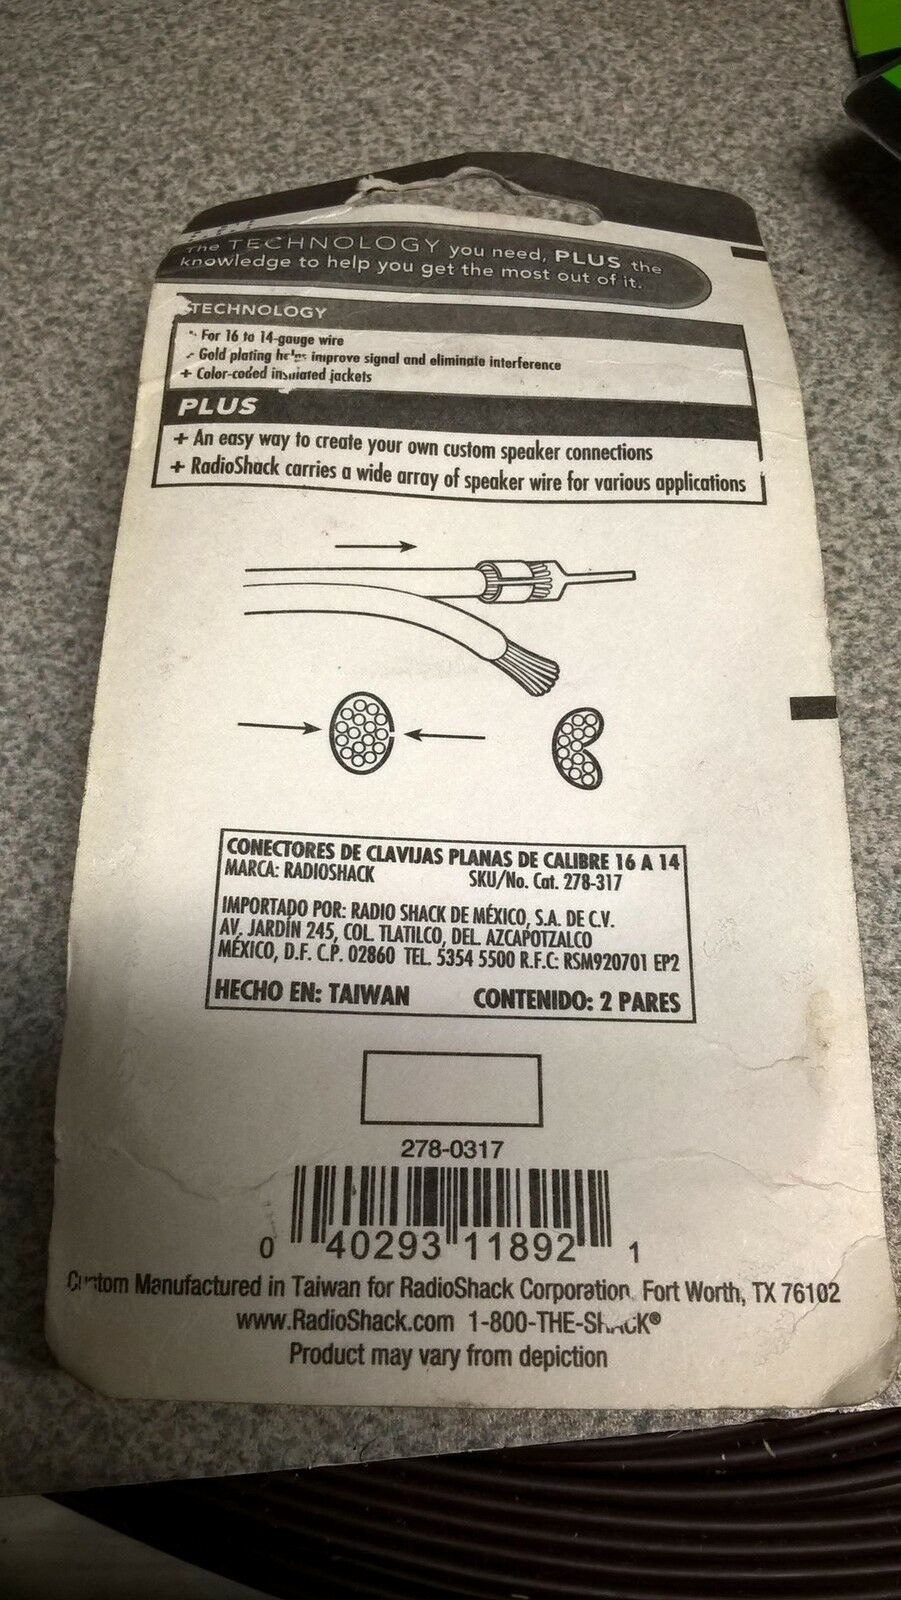 The TECHNOLOGY you need, PLUS the
knowledge to help you get the most out of it.
TECHNOLOGY
For 16 to 14-gauge wire
Gold plating helps improve signal and eliminate interference
+ Color-coded insulated jackets
PLUS
+ An easy way to create your own custom speaker connections
+ RadioShack carries a wide array of speaker wire for various applications
CONECTORES DE CLAVIJAS PLANAS DE CALIBRE 16 A 14
MARCA: RADIOSHACK SKU/No. Cat. 278-317
IMPORTADO POR: RADIO SHACK DE MÉXICO, S.A. DE C.V.
AV. JARDÍN 245, COL. TLATILCO, DEL. AZCAPOTZALCO
MÉXICO, D.F. C.P. 02860 TEL. 5354 5500 R.F.C: RSM920701 EP2
HECHO EN: TAIWAN CONTENIDO: 2 PARES
278-0317
0 40293 11892 1
Custom Manufactured in Taiwan for RadioShack Corporation, Fort Worth, TX 76102
www.RadioShack.com 1-800-THE-SHACK®
Product may vary from depiction